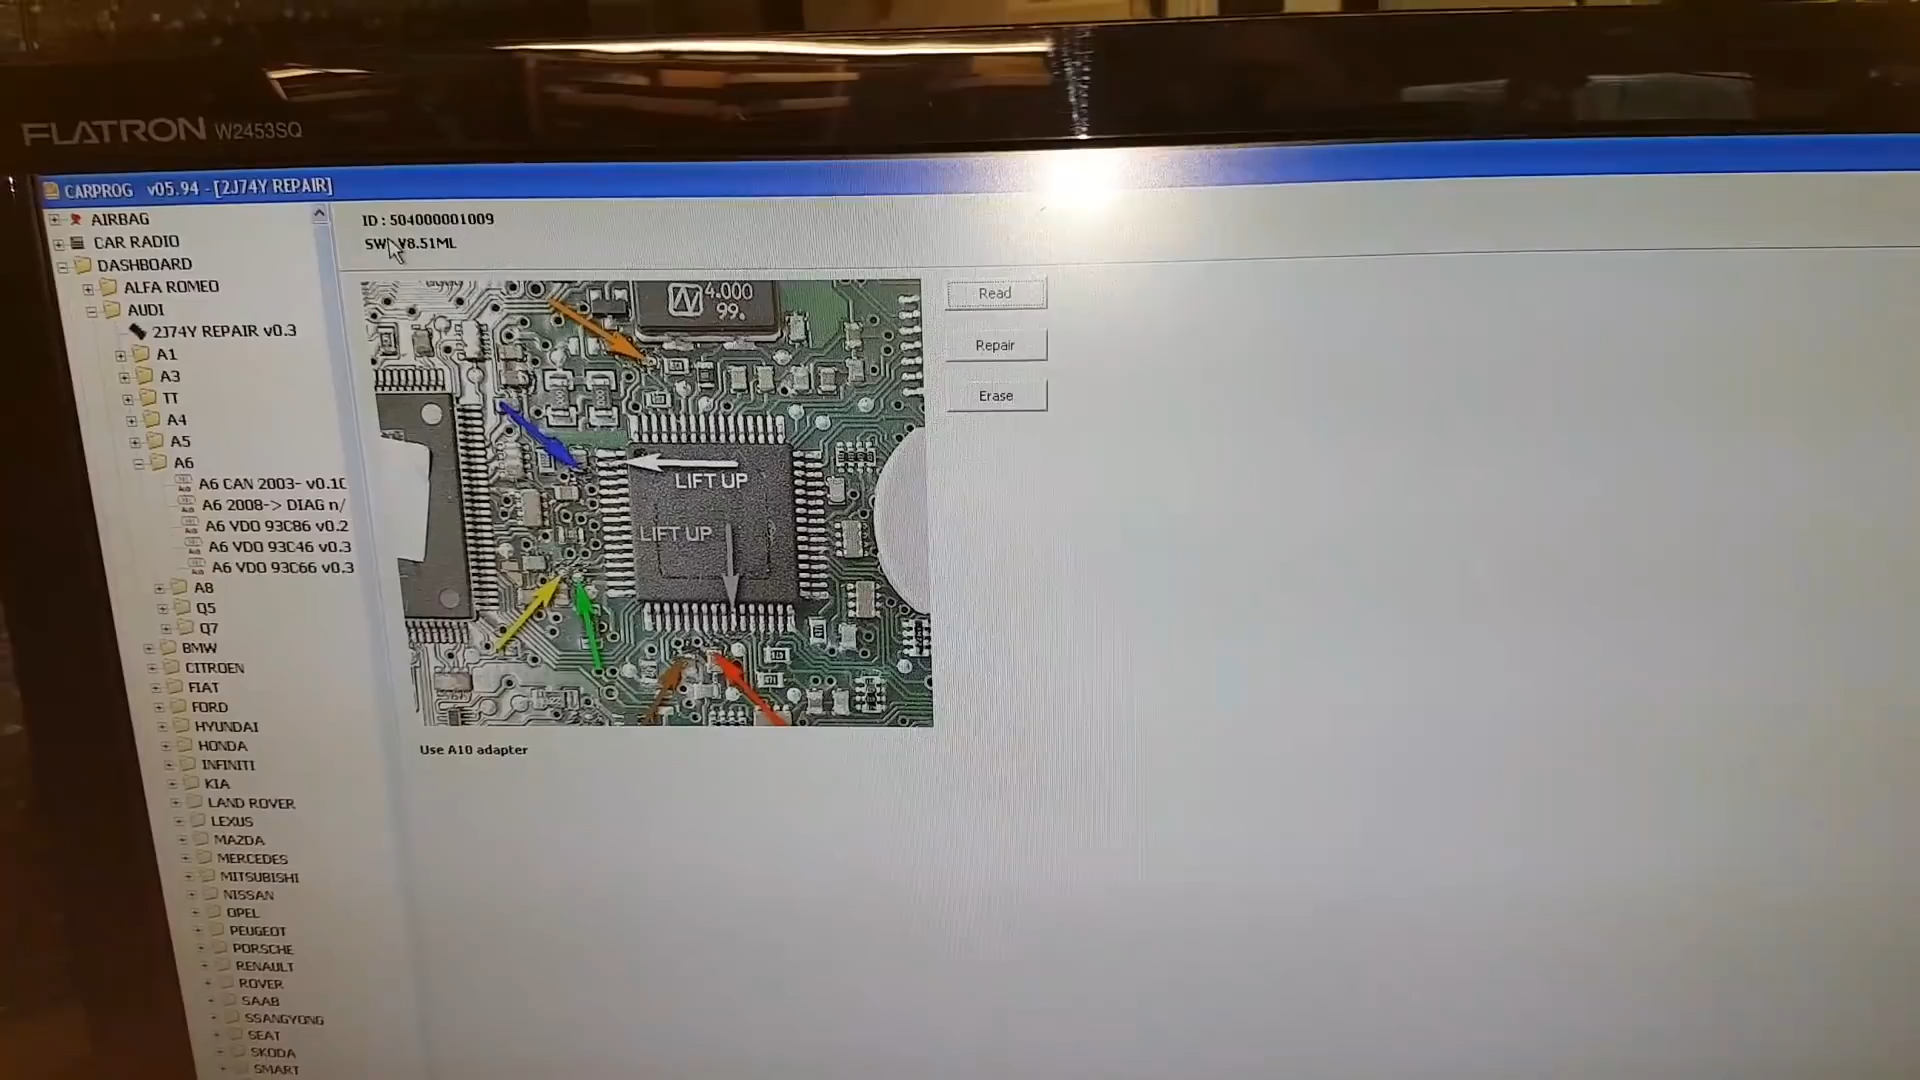 FLATRON W2453SQ
CARPROG v05.94 - [2J74Y REPAIR]
AIRBAG
CAR RADIO
DASHBOARD
ALFA ROMEO
AUDI
2J74Y REPAIR v0.3
A1
A3
TT
A4
A5
A6
A6 CAN 2003- v0.1C
A6 2008-> DIAG n/
A6 VDO 93C86 v0.2
A6 VDO 93C46 v0.3
A6 VDO 93C66 v0.3
A8
Q5
Q7
BMW
CITROEN
FIAT
FORD
HYUNDAI
HONDA
INFINITI
KIA
LAND ROVER
LEXUS
MAZDA
MERCEDES
MITSUBISHI
NISSAN
OPEL
PEUGEOT
PORSCHE
RENAULT
ROVER
SAAB
SSANGYONG
SEAT
SKODA
SMART
ID : 504000001009
SW V8.51ML
4.000
99.
LIFT UP
LIFT UP
Use A10 adapter
Read
Repair
Erase